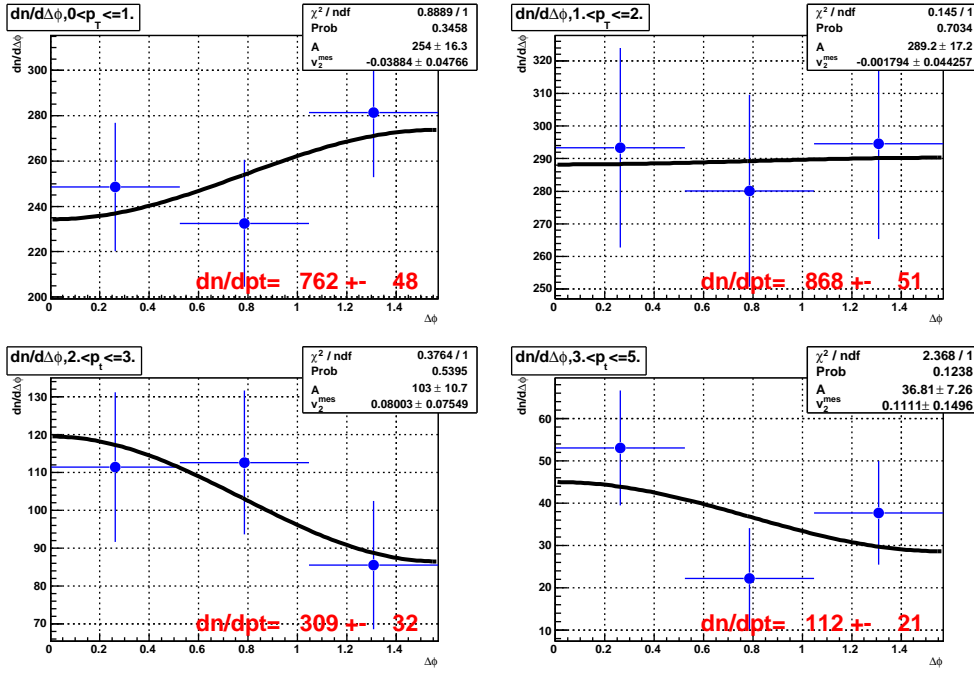 dn/dΔϕ,0<p_T<=1.
χ² / ndf 0.8889 / 1
Prob 0.3458
A 254 ± 16.3
v₂^mes -0.03884 ± 0.04766
dn/dΔϕ
300
280
260
240
220
200
dn/dpt= 762 +- 48
0 0.2 0.4 0.6 0.8 1 1.2 1.4
Δϕ
dn/dΔϕ,1.<p_T<=2.
χ² / ndf 0.145 / 1
Prob 0.7034
A 289.2 ± 17.2
v₂^mes -0.001794 ± 0.044257
dn/dΔϕ
320
310
300
290
280
270
260
250
dn/dpt= 868 +- 51
0 0.2 0.4 0.6 0.8 1 1.2 1.4
Δϕ
dn/dΔϕ,2.<p_t<=3.
χ² / ndf 0.3764 / 1
Prob 0.5395
A 103 ± 10.7
v₂^mes 0.08003 ± 0.07549
dn/dΔϕ
130
120
110
100
90
80
70
dn/dpt= 309 +- 32
0 0.2 0.4 0.6 0.8 1 1.2 1.4
Δϕ
dn/dΔϕ,3.<p_t<=5.
χ² / ndf 2.368 / 1
Prob 0.1238
A 36.81 ± 7.26
v₂^mes 0.1111 ± 0.1496
dn/dΔϕ
60
50
40
30
20
10
dn/dpt= 112 +- 21
0 0.2 0.4 0.6 0.8 1 1.2 1.4
Δϕ